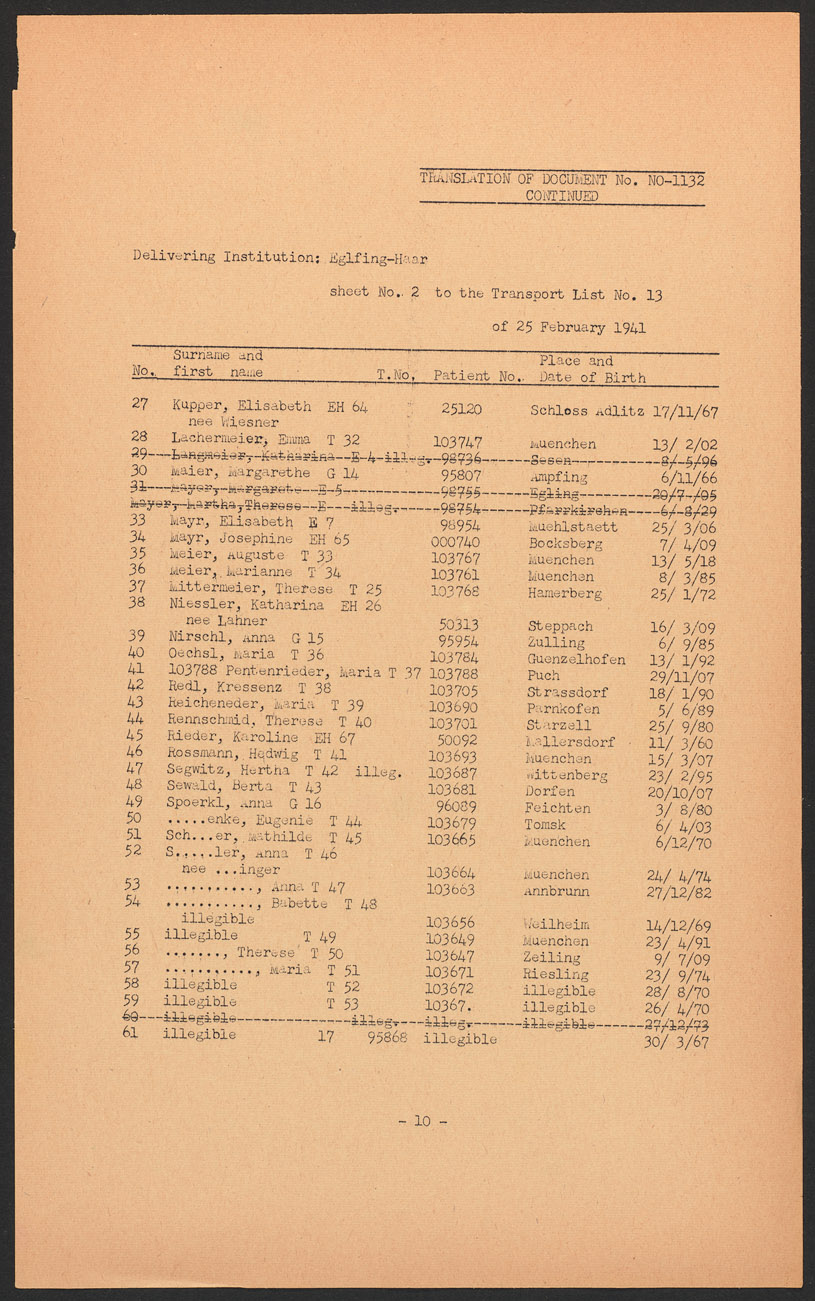 TRANSLATION OF DOCUMENT No. NO-1132
CONTINUED
Delivering Institution: Eglfing-Haar
sheet No. 2 to the Transport List No. 13
of 25 February 1941
Surname and Place and
No. first name T.No. Patient No. Date of Birth
27 Kupper, Elisabeth EH 64 25120 Schloss Adlitz 17/11/67
nee Wiesner
28 Lachermeier, Emma T 32 103747 Muenchen 13/ 2/02
29 Langmeier, Katharina E 4 illeg. 98736 Sesen 8/ 5/96
30 Maier, Margarethe G 14 95807 Ampfing 6/11/66
31 Mayer, Margarete E 5 98755 Egling 20/7 /05
Mayer, Martha,Therese E illeg. 98754 Pfarrkirchen 6/ 8/29
33 Mayr, Elisabeth E 7 98954 Muehlstaett 25/ 3/06
34 Mayr, Josephine EH 65 000740 Bocksberg 7/ 4/09
35 Meier, Auguste T 33 103767 Muenchen 13/ 5/18
36 Meier, Marianne T 34 103761 Muenchen 8/ 3/85
37 Mittermeier, Therese T 25 103768 Hamerberg 25/ 1/72
38 Niessler, Katharina EH 26
nee Lahner 50313 Steppach 16/ 3/09
39 Nirschl, Anna G 15 95954 Zulling 6/ 9/85
40 Oechsl, Maria T 36 103784 Guenzelhofen 13/ 1/92
41 103788 Pentenrieder, Maria T 37 103788 Puch 29/11/07
42 Redl, Kressenz T 38 103705 Strassdorf 18/ 1/90
43 Reicheneder, Maria T 39 103690 Parnkofen 5/ 6/89
44 Rennschmid, Therese T 40 103701 Starzell 25/ 9/80
45 Rieder, Karoline EH 67 50092 Mallersdorf 11/ 3/60
46 Rossmann, Hedwig T 41 103693 Muenchen 15/ 3/07
47 Segwitz, Hertha T 42 illeg. 103687 Wittenberg 23/ 2/95
48 Sewald, Berta T 43 103681 Dorfen 20/10/07
49 Spoerkl, Anna G 16 96089 Feichten 3/ 8/80
50 .....enke, Eugenie T 44 103679 Tomsk 6/ 4/03
51 Sch...er, Mathilde T 45 103665 Muenchen 6/12/70
52 S.....ler, Anna T 46
nee ...inger 103664 Muenchen 24/ 4/74
53 ..........., Anna T 47 103663 Annbrunn 27/12/82
54 ..........., Babette T 48
illegible 103656 Weilheim 14/12/69
55 illegible T 49 103649 Muenchen 23/ 4/91
56 ......., Therese T 50 103647 Zeiling 9/ 7/09
57 ..........., Maria T 51 103671 Riesling 23/ 9/74
58 illegible T 52 103672 illegible 28/ 8/70
59 illegible T 53 10367. illegible 26/ 4/70
60 illegible illeg. illeg. illegible 27/12/73
61 illegible 17 95868 illegible 30/ 3/67
- 10 -